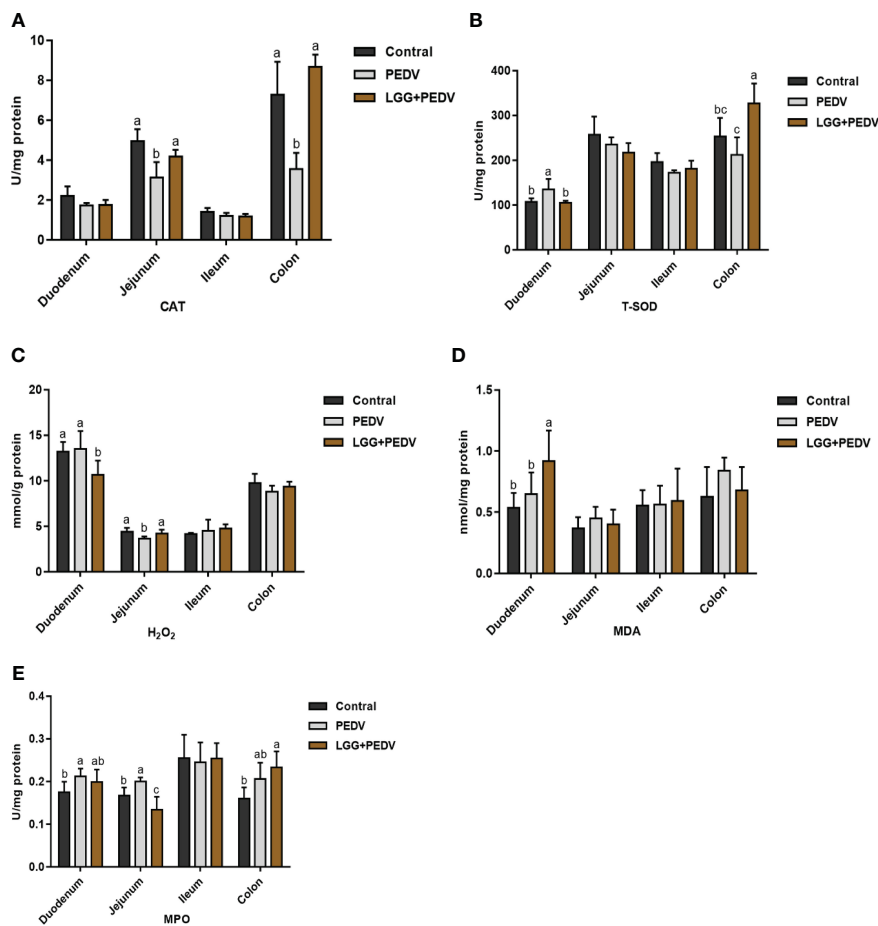 A
U/mg protein
10
8
6
4
2
0
a
b
a
a
b
a
Contral
PEDV
LGG+PEDV
Duodenum
Jejunum
Ileum
Colon
CAT
B
U/mg protein
400
300
200
100
0
b
a
b
bc
c
a
Contral
PEDV
LGG+PEDV
Duodenum
Jejunum
Ileum
Colon
T-SOD
C
mmol/g protein
20
15
10
5
0
a
a
b
a
b
a
Contral
PEDV
LGG+PEDV
Duodenum
Jejunum
Ileum
Colon
H₂O₂
D
nmol/mg protein
1.5
1.0
0.5
0.0
b
b
a
Contral
PEDV
LGG+PEDV
Duodenum
Jejunum
Ileum
Colon
MDA
E
U/mg protein
0.4
0.3
0.2
0.1
0.0
b
a
ab
b
a
c
b
ab
a
Contral
PEDV
LGG+PEDV
Duodenum
Jejunum
Ileum
Colon
MPO